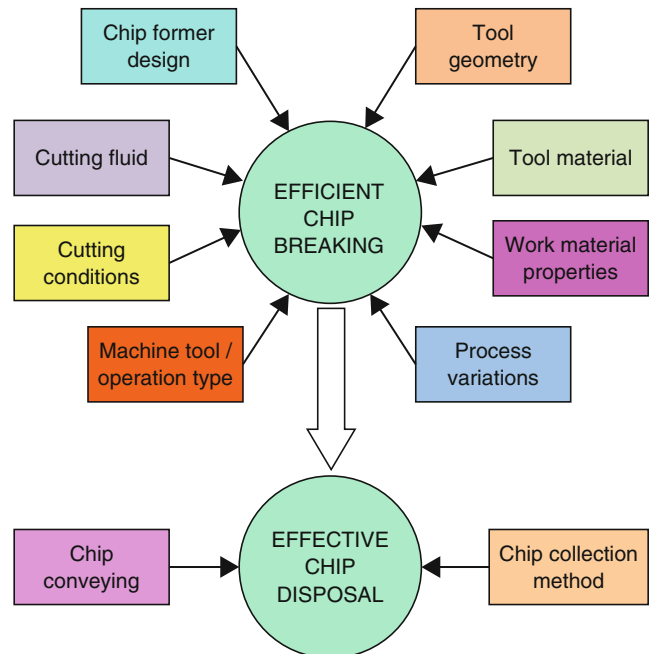 Chip former
design
Tool
geometry
Cutting fluid
Tool material
EFFICIENT
CHIP
BREAKING
Cutting
conditions
Work material
properties
Machine tool /
operation type
Process
variations
Chip
conveying
EFFECTIVE
CHIP
DISPOSAL
Chip collection
method